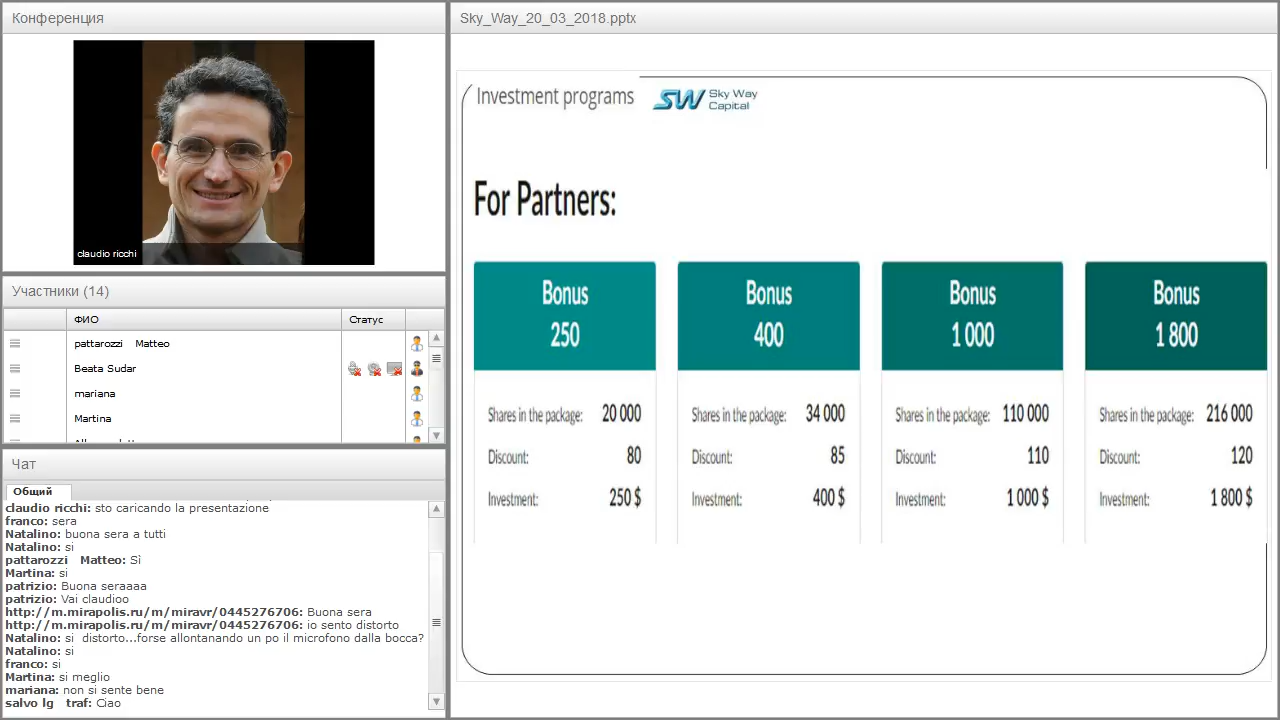 Конференция
claudio ricchi
Участники (14)
ФИО
Статус
pattarozzi Matteo
Beata Sudar
mariana
Martina
Чат
Общий
claudio ricchi: sto caricando la presentazione
franco: sera
Natalino: buona sera a tutti
Natalino: si
pattarozzi Matteo: Sì
Martina: si
patrizio: Buona seraaaa
patrizio: Vai claudioo
http://m.mirapolis.ru/m/miravr/0445276706: Buona sera
http://m.mirapolis.ru/m/miravr/0445276706: io sento distorto
Natalino: si distorto...forse allontanando un po il microfono dalla bocca?
Natalino: si
franco: si
Martina: si meglio
mariana: non si sente bene
salvo lg traf: Ciao
Sky_Way_20_03_2018.pptx
Investment programs
SW Sky Way
Capital
For Partners:
Bonus
250
Shares in the package: 20 000
Discount: 80
Investment: 250 $
Bonus
400
Shares in the package: 34 000
Discount: 85
Investment: 400 $
Bonus
1 000
Shares in the package: 110 000
Discount: 110
Investment: 1 000 $
Bonus
1 800
Shares in the package: 216 000
Discount: 120
Investment: 1 800 $